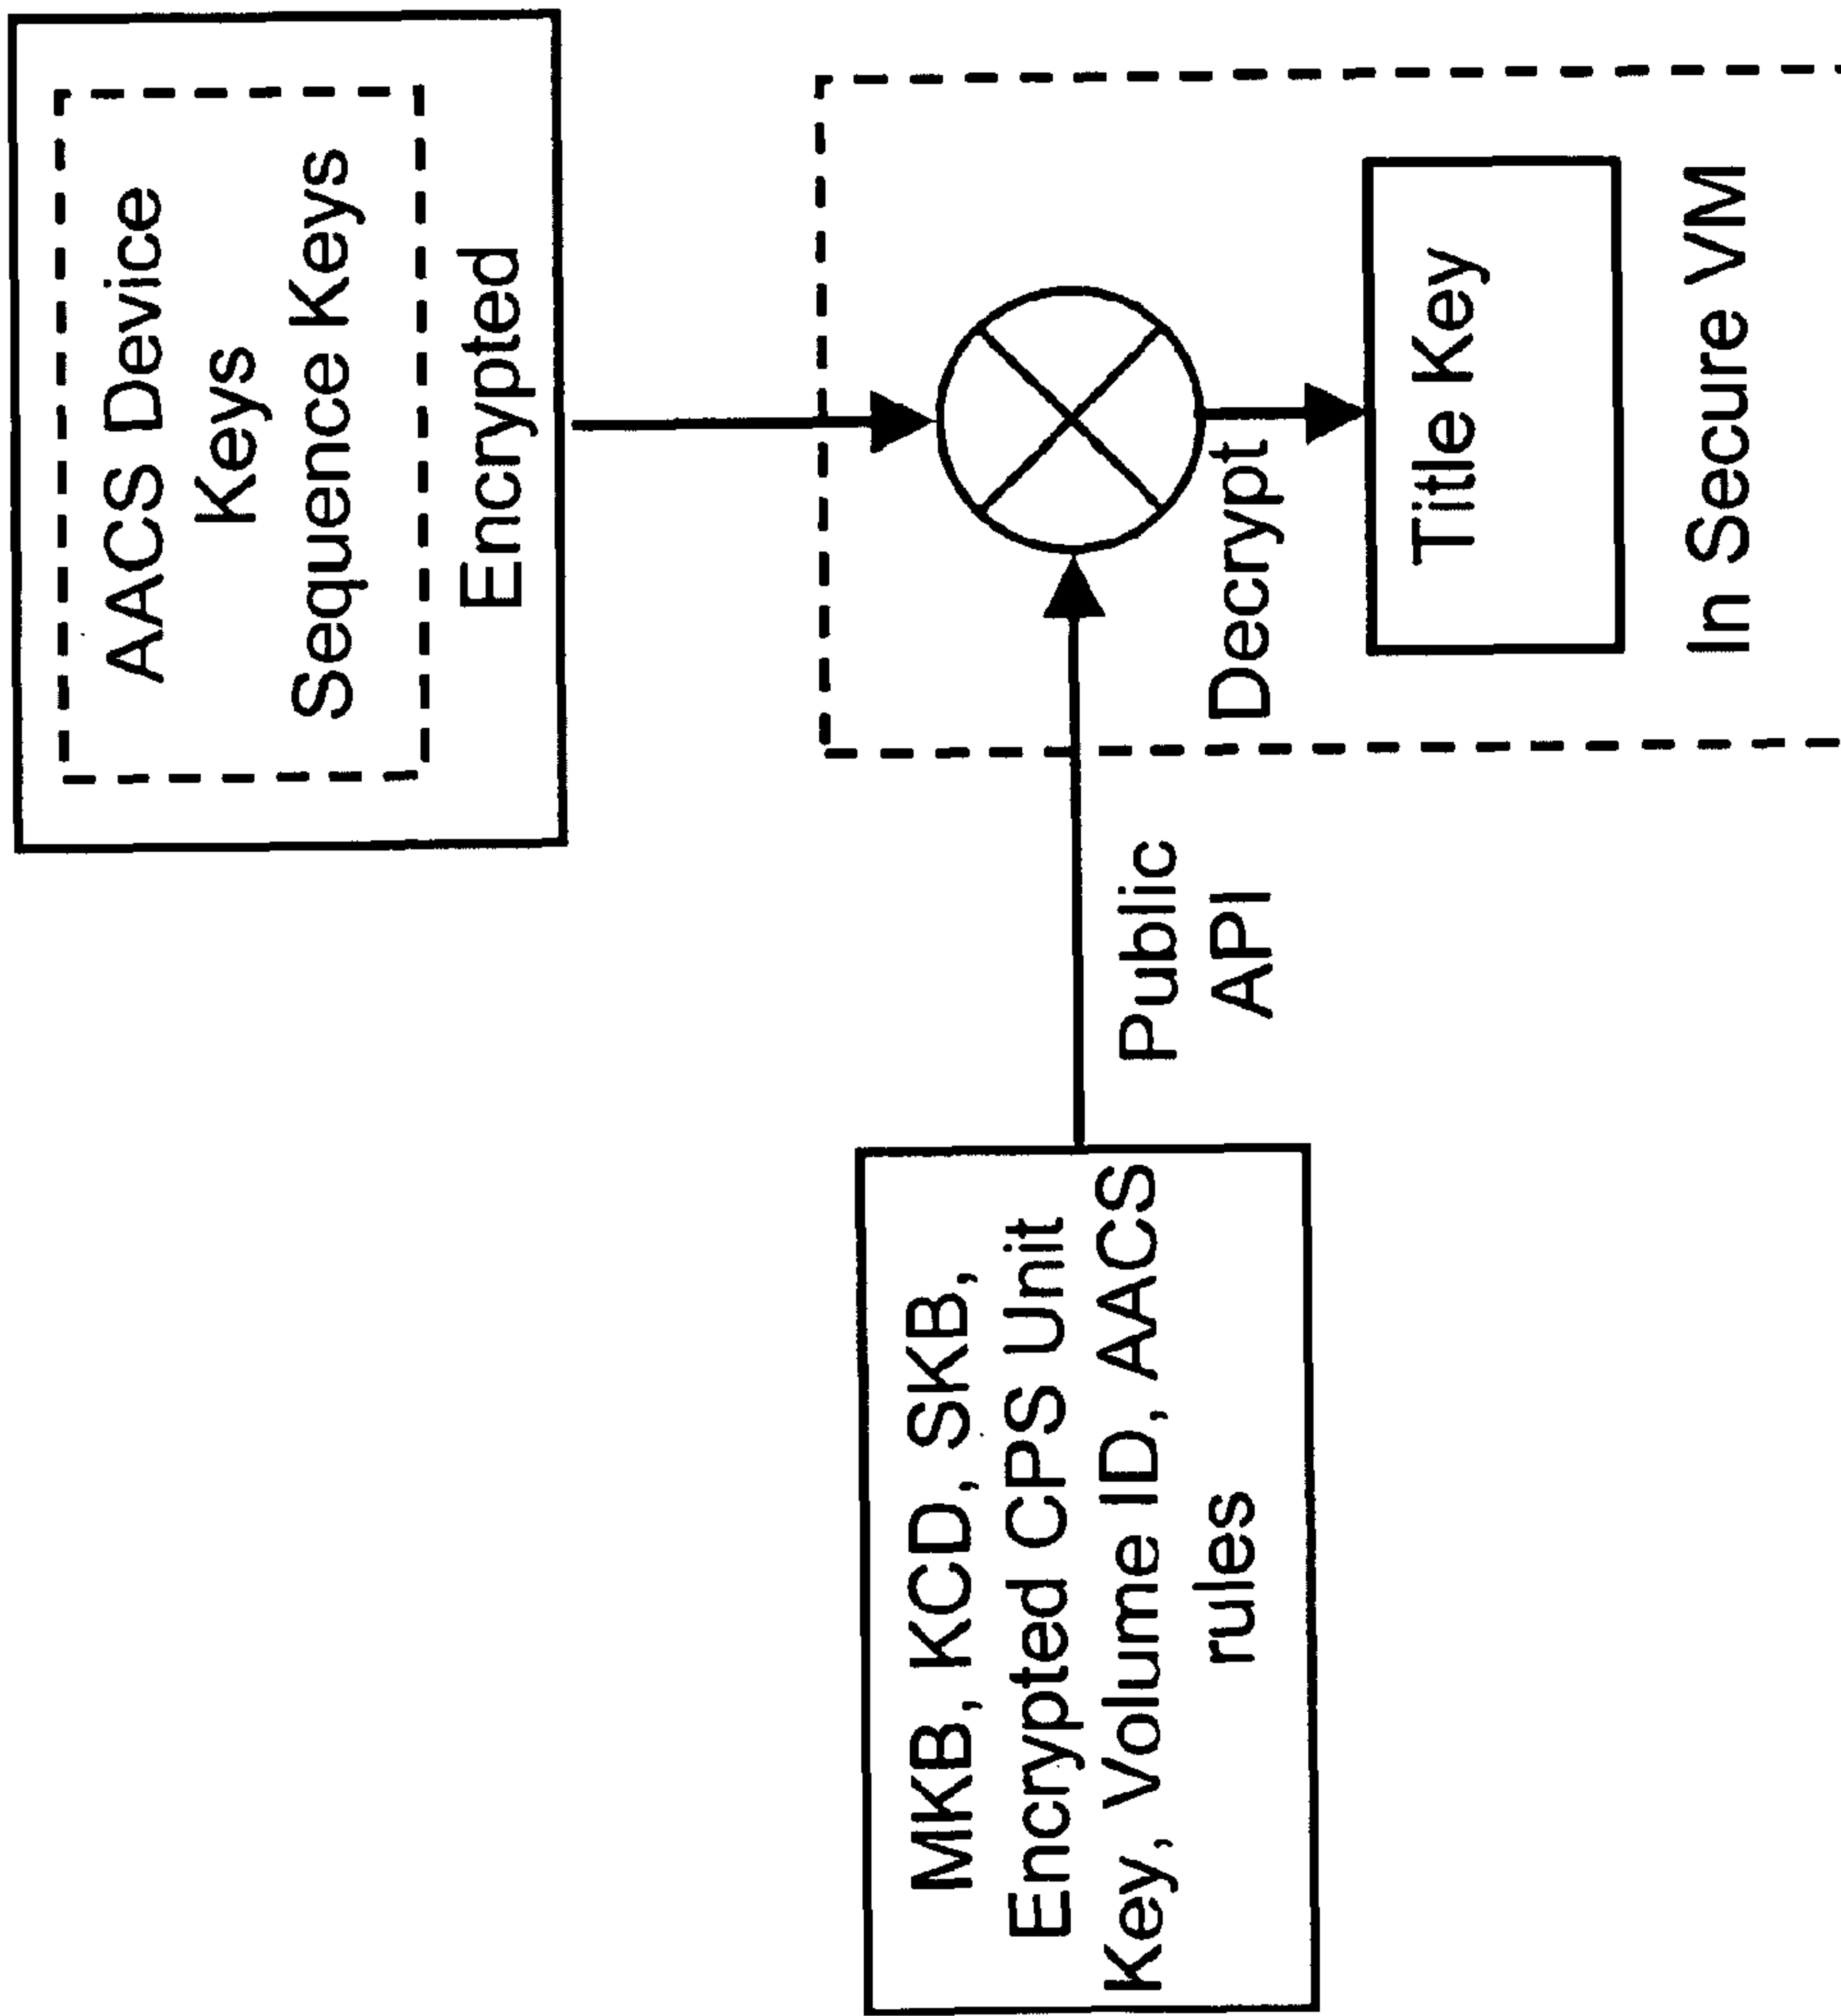 AACS Device
Keys
Sequence Keys
Encrypted
MKB, KCD, SKB,
Encrypted CPS Unit
Key, Volume ID, AACS
rules
Public
API
Decrypt
Title Key
In Secure VM